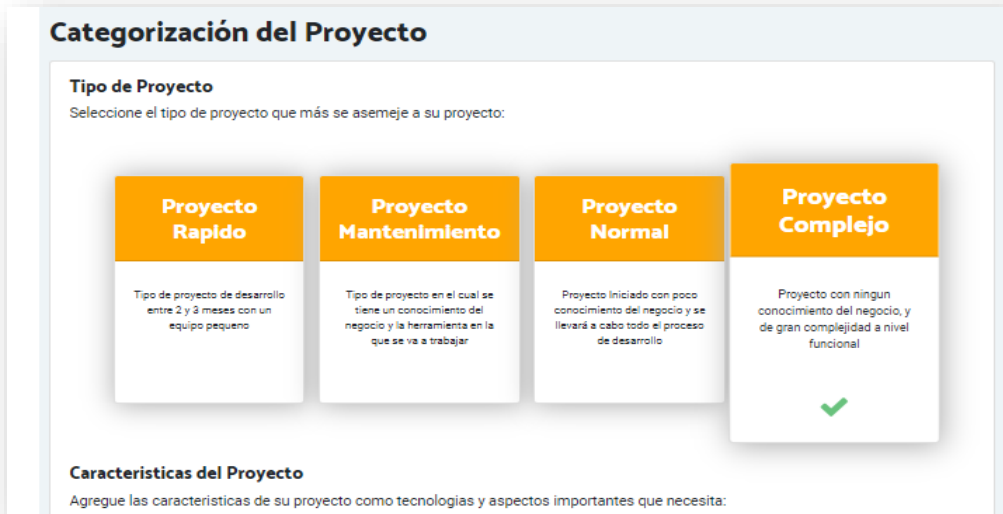 Categorización del Proyecto
Tipo de Proyecto
Seleccione el tipo de proyecto que más se asemeje a su proyecto:
Proyecto
Rapido
Tipo de proyecto de desarrollo
entre 2 y 3 meses con un
equipo pequeno
Proyecto
Mantenimiento
Tipo de proyecto en el cual se
tiene un conocimiento del
negocio y la herramienta en la
que se va a trabajar
Proyecto
Normal
Proyecto Iniciado con poco
conocimiento del negocio y se
llevará a cabo todo el proceso
de desarrollo
Proyecto
Complejo
Proyecto con ningun
conocimiento del negocio, y
de gran complejidad a nivel
funcional
Caracteristicas del Proyecto
Agregue las caracteristicas de su proyecto como tecnologias y aspectos importantes que necesita: